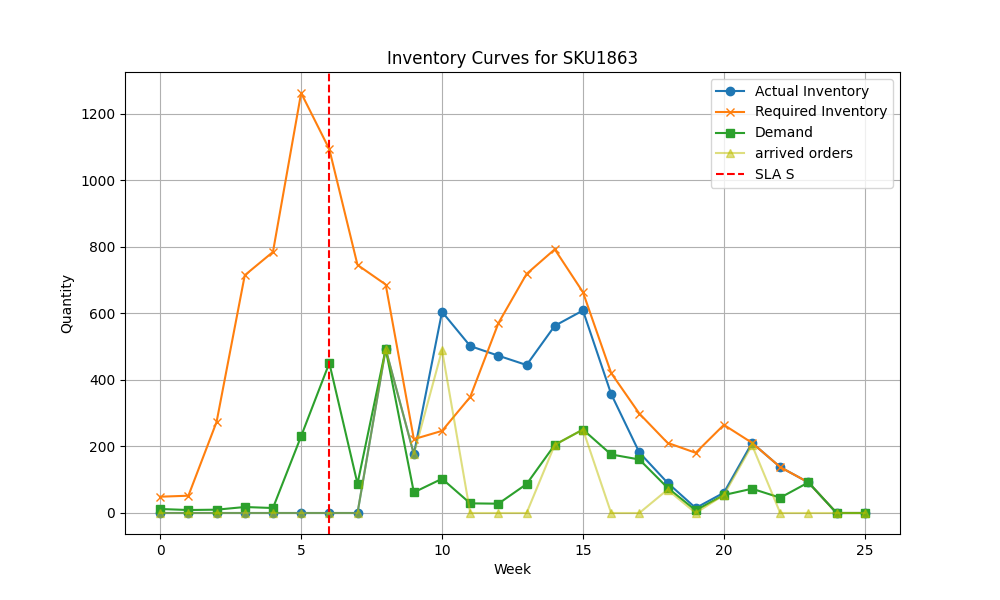 Inventory Curves for SKU1863
Actual Inventory
Required Inventory
Demand
arrived orders
SLA S
1200
1000
800
600
400
200
0
Quantity
0 5 10 15 20 25
Week